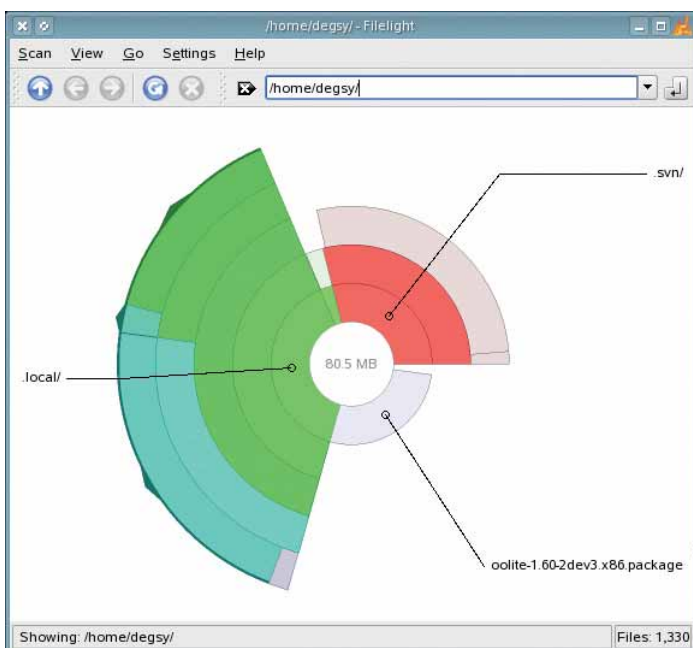 /home/degsy/ - Filelight
Scan View Go Settings Help
/home/degsy/
.svn/
80.5 MB
.local/
oolite-1.60-2dev3.x86.package
Showing: /home/degsy/
Files: 1,330